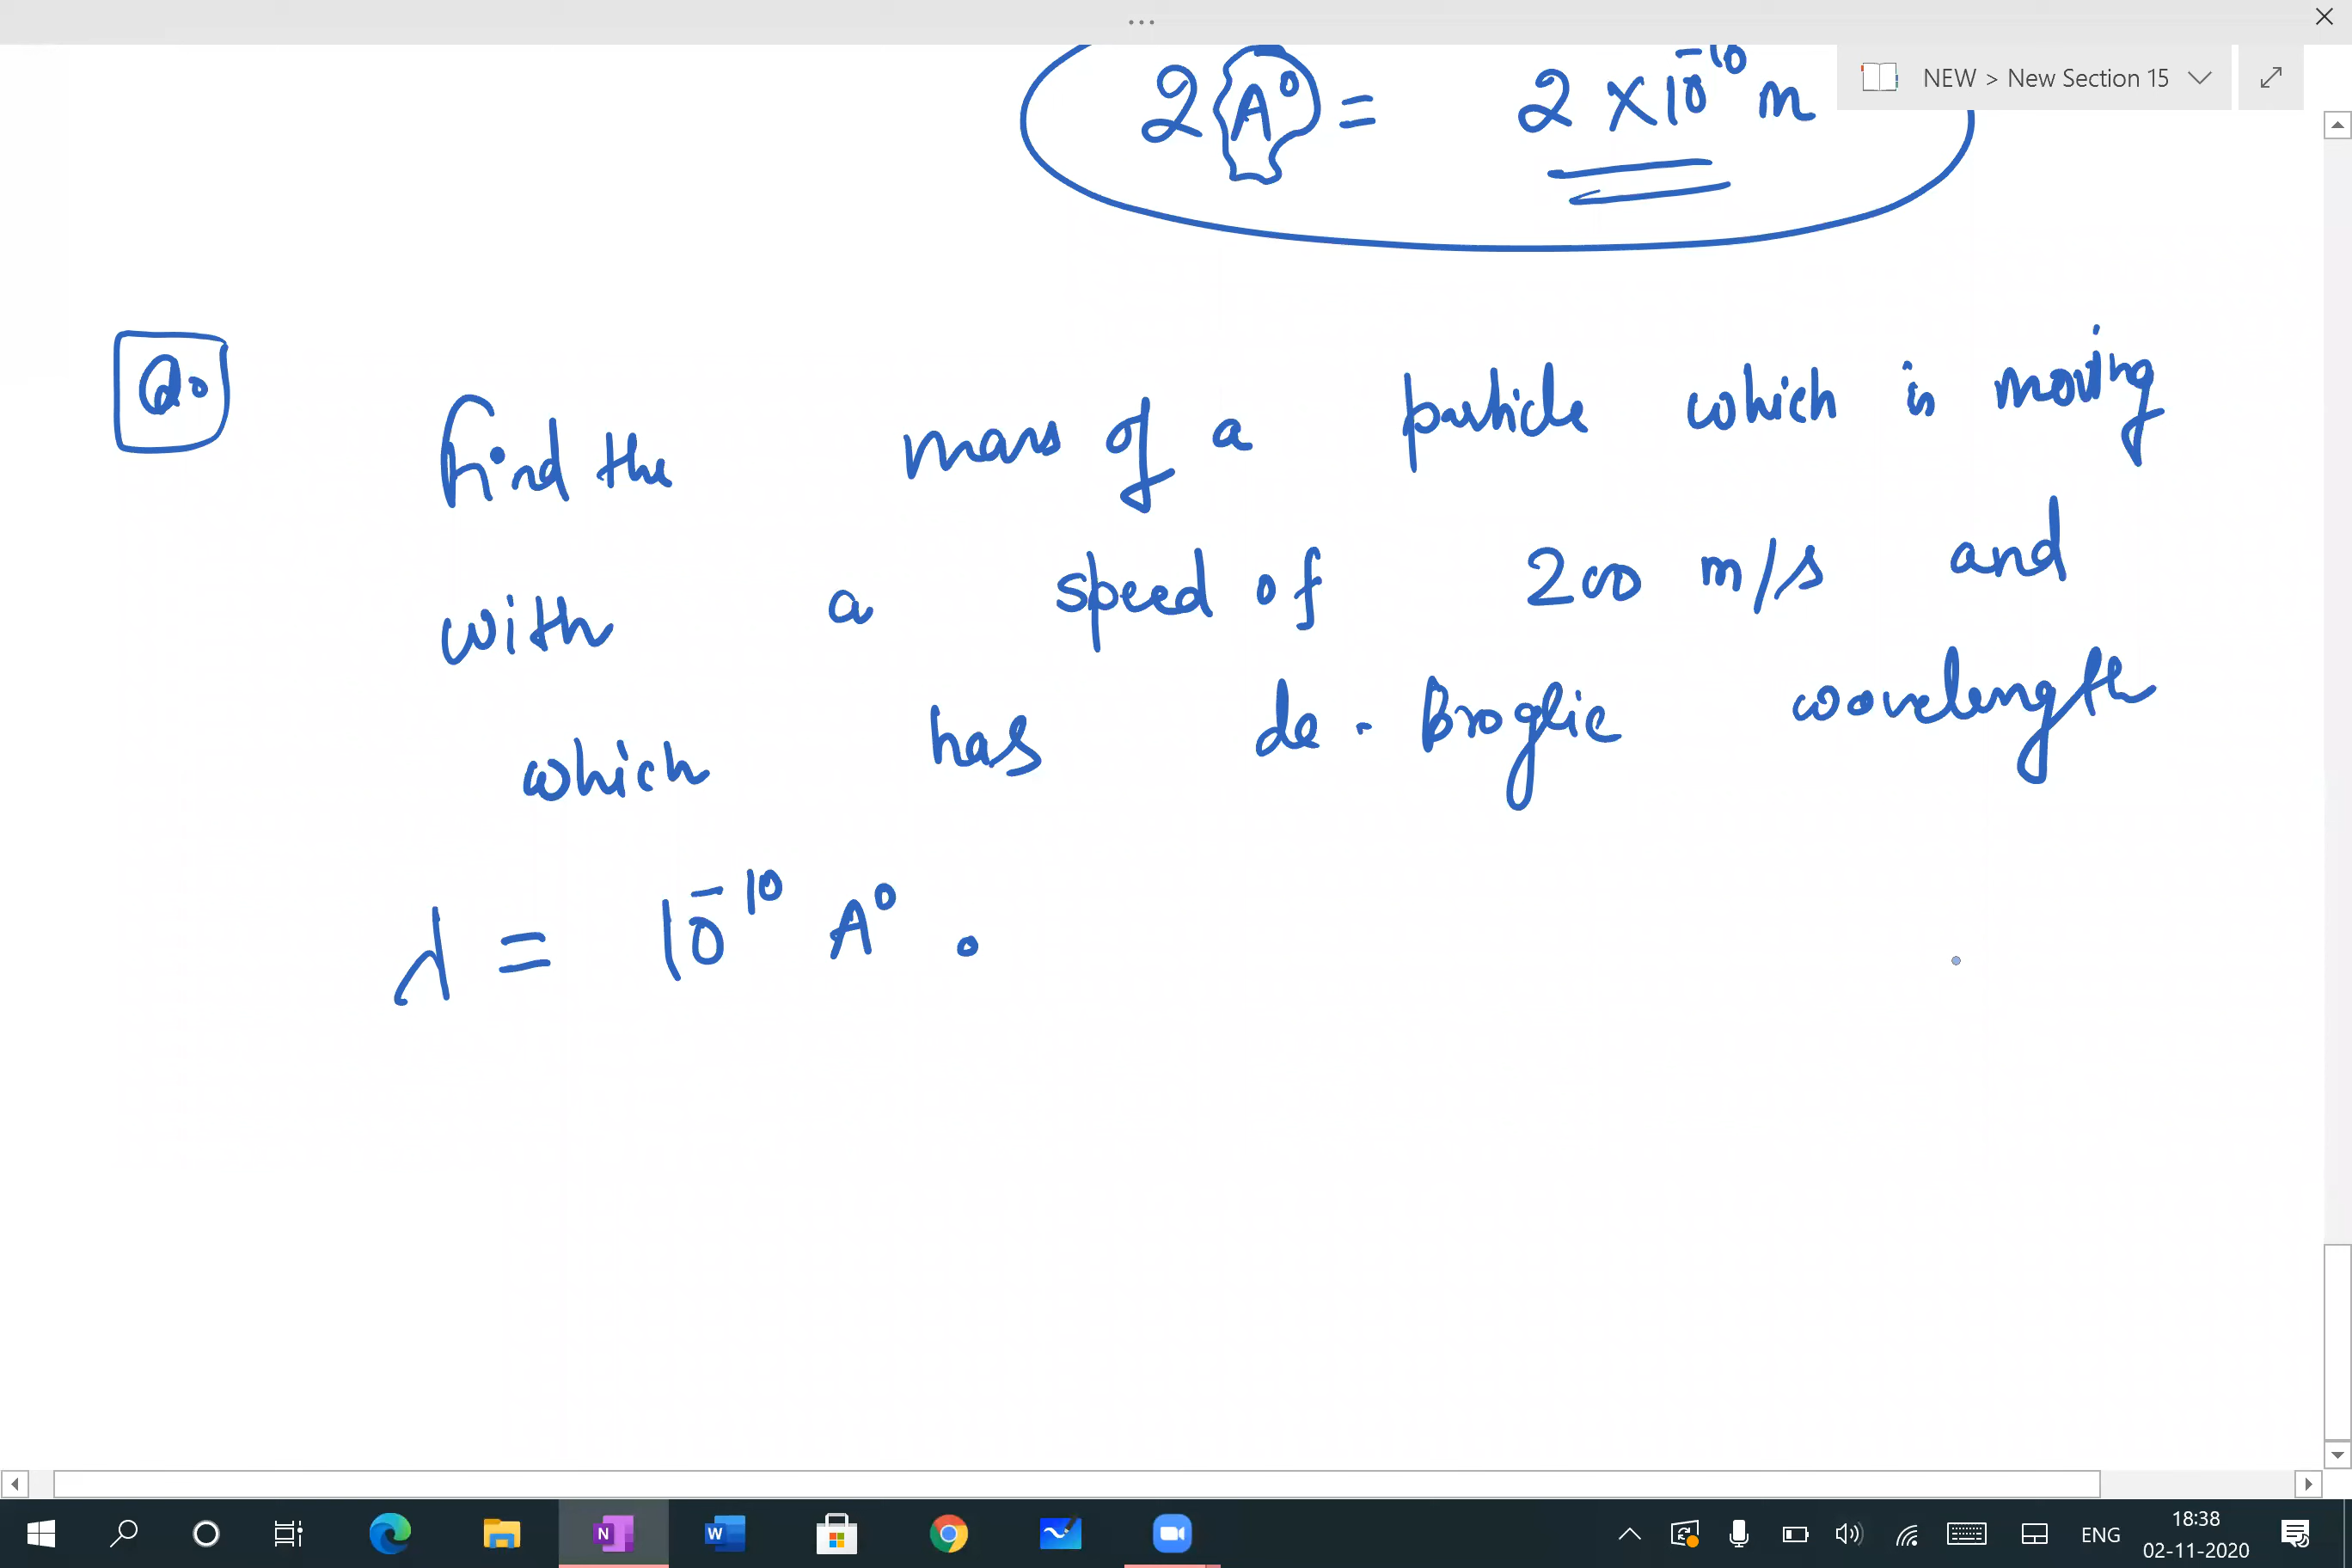 NEW > New Section 15
2 A° = 2 × 10⁻¹⁰ m
Q.
Find the mass of a particle which is moving
with a speed of 200 m/s and
which has de-Broglie wavelength
λ = 10⁻¹⁰ A° .
ENG
18:38
02-11-2020